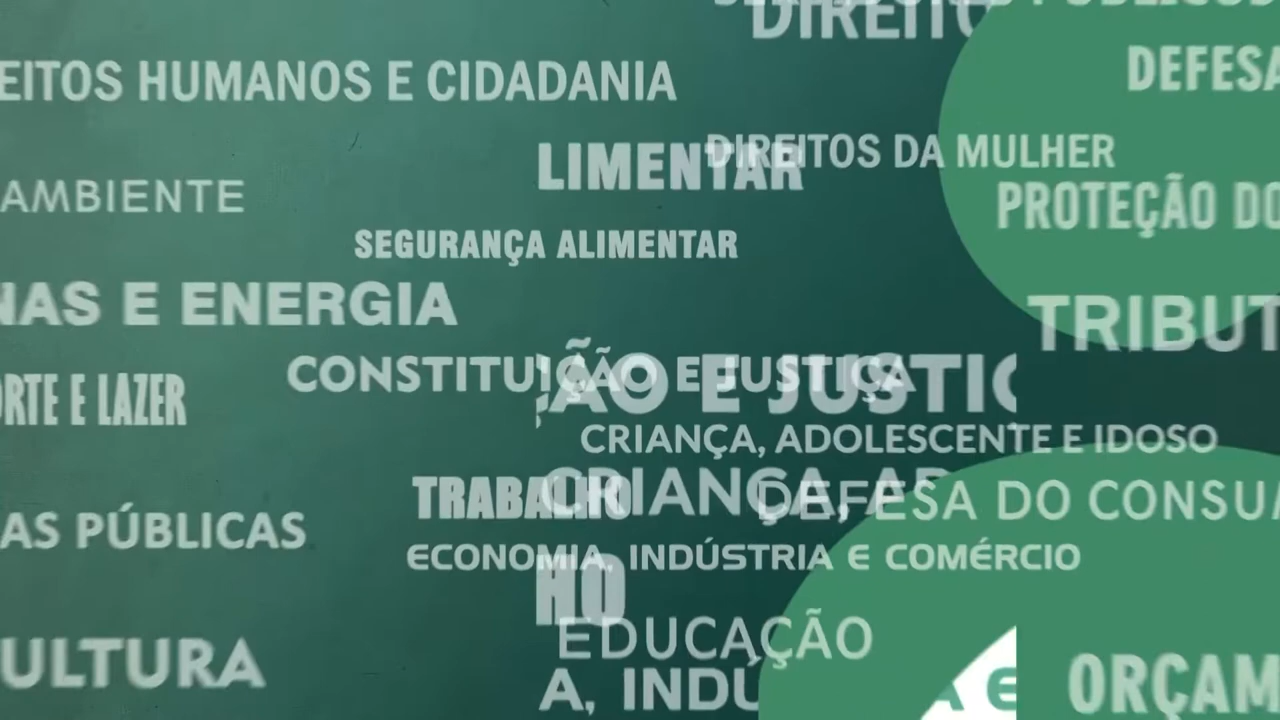 DIREITO
EITOS HUMANOS E CIDADANIA
DEFESA
LIMENTAR
DIREITOS DA MULHER
AMBIENTE
PROTEÇÃO DO
SEGURANÇA ALIMENTAR
NAS E ENERGIA
TRIBUT
CONSTITUIÇÃO E JUSTIÇA
ÃO E JUSTIÇ
RTE E LAZER
CRIANÇA, ADOLESCENTE E IDOSO
TRABALHO
CRIANÇA, AD
DEFESA DO CONSU
AS PÚBLICAS
ECONOMIA, INDÚSTRIA E COMÉRCIO
HO
EDUCAÇÃO
ULTURA
A, INDÚ
A E
ORÇAM